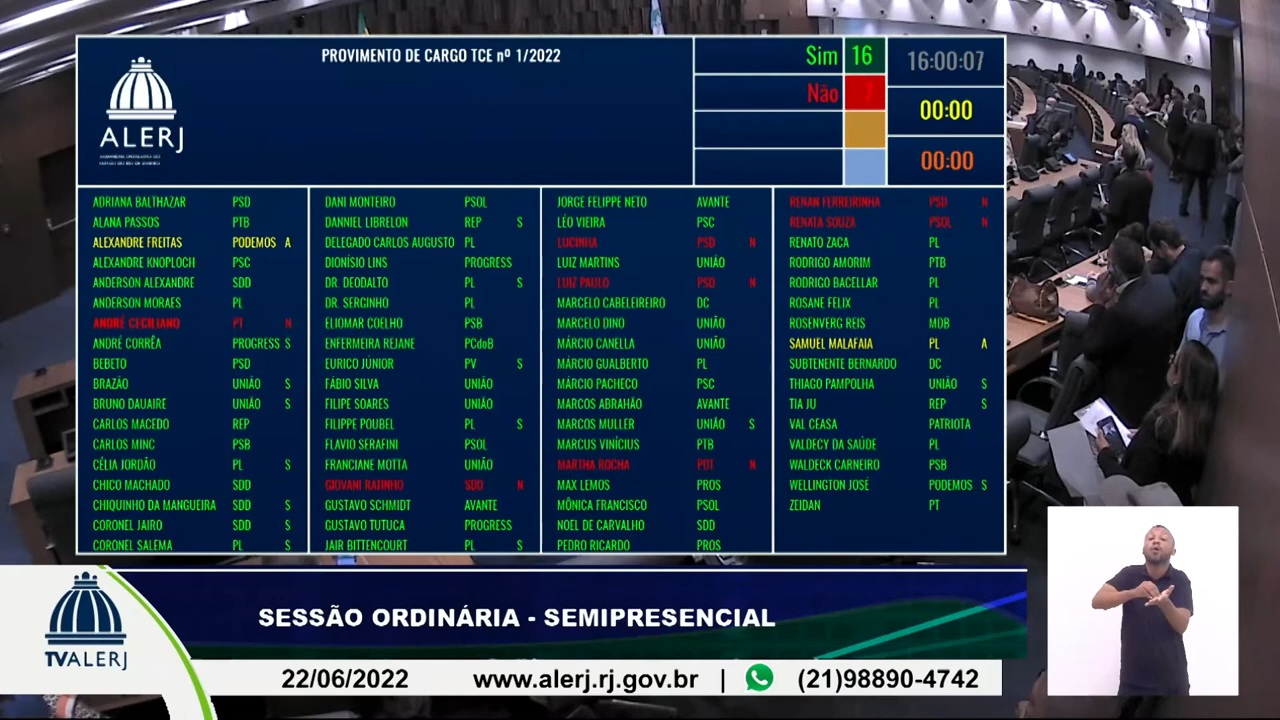 PROVIMENTO DE CARGO TCE nº 1/2022
Sim 16
Não 7
16:00:07
00:00
00:00
ALERJ
ADRIANA BALTHAZAR PSD
ALANA PASSOS PTB
ALEXANDRE FREITAS PODEMOS A
ALEXANDRE KNOPLOCH PSC
ANDERSON ALEXANDRE SDD
ANDERSON MORAES PL
ANDRÉ CECILIANO PT N
ANDRÉ CORRÊA PROGRESS S
BEBETO PSD
BRAZÃO UNIÃO S
BRUNO DAUAIRE UNIÃO S
CARLOS MACEDO REP
CARLOS MINC PSB
CÉLIA JORDÃO PL S
CHICO MACHADO SDD
CHIQUINHO DA MANGUEIRA SDD S
CORONEL JAIRO SDD S
CORONEL SALEMA PL S
DANI MONTEIRO PSOL
DANNIEL LIBRELON REP S
DELEGADO CARLOS AUGUSTO PL
DIONÍSIO LINS PROGRESS
DR. DEODALTO PL S
DR. SERGINHO PL
ELIOMAR COELHO PSB
ENFERMEIRA REJANE PCdoB
EURICO JÚNIOR PV S
FÁBIO SILVA UNIÃO
FILIPE SOARES UNIÃO
FILIPPE POUBEL PL S
FLAVIO SERAFINI PSOL
FRANCIANE MOTTA UNIÃO
GIOVANI RATINHO SDD N
GUSTAVO SCHMIDT AVANTE
GUSTAVO TUTUCA PROGRESS
JAIR BITTENCOURT PL S
JORGE FELIPPE NETO AVANTE
LÉO VIEIRA PSC
LUCINHA PSD N
LUIZ MARTINS UNIÃO
LUIZ PAULO PSD N
MARCELO CABELEIREIRO DC
MARCELO DINO UNIÃO
MÁRCIO CANELLA UNIÃO
MÁRCIO GUALBERTO PL
MÁRCIO PACHECO PSC
MARCOS ABRAHÃO AVANTE
MARCOS MULLER UNIÃO S
MARCUS VINÍCIUS PTB
MARTHA ROCHA PDT N
MAX LEMOS PROS
MÔNICA FRANCISCO PSOL
NOEL DE CARVALHO SDD
PEDRO RICARDO PROS
RENAN FERREIRINHA PSD N
RENATA SOUZA PSOL N
RENATO ZACA PL
RODRIGO AMORIM PTB
RODRIGO BACELLAR PL
ROSANE FELIX PL
ROSENVERG REIS MDB
SAMUEL MALAFAIA PL A
SUBTENENTE BERNARDO DC
THIAGO PAMPOLHA UNIÃO S
TIA JU REP S
VAL CEASA PATRIOTA
VALDECY DA SAÚDE PL
WALDECK CARNEIRO PSB
WELLINGTON JOSÉ PODEMOS S
ZEIDAN PT
SESSÃO ORDINÁRIA - SEMIPRESENCIAL
TVALERJ
22/06/2022 www.alerj.rj.gov.br | (21)98890-4742